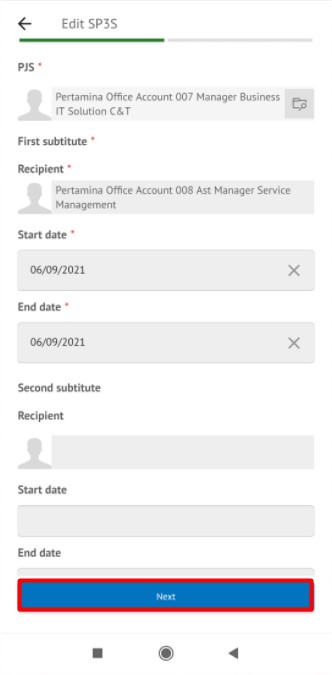 Edit SP3S
PJS *
Pertamina Office Account 007 Manager Business
IT Solution C&T
First subtitute *
Recipient *
Pertamina Office Account 008 Ast Manager Service
Management
Start date *
06/09/2021
End date *
06/09/2021
Second subtitute
Recipient
Start date
End date
Next